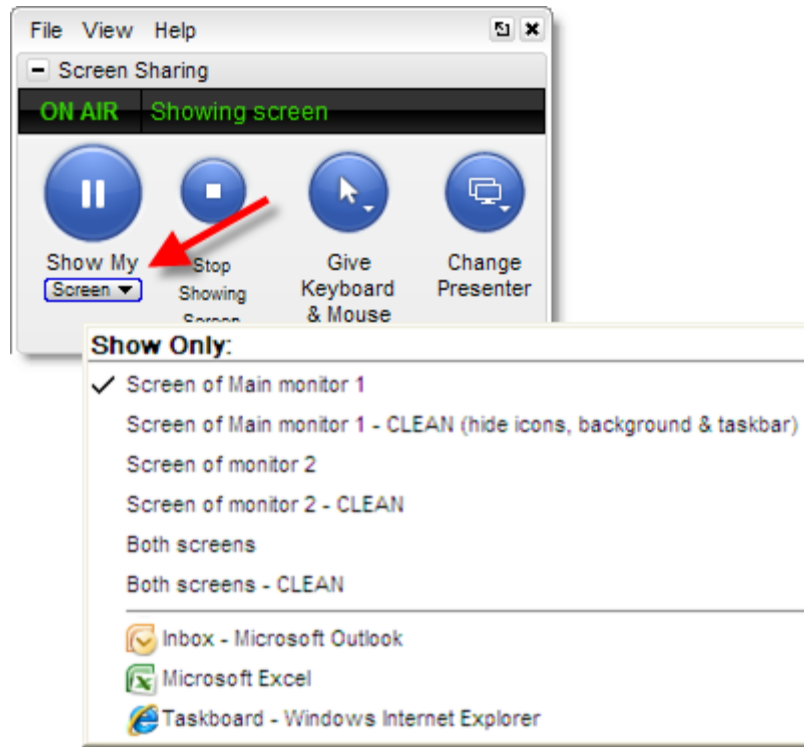 File View Help
Screen Sharing
ON AIR Showing screen
Show My
Screen
Stop
Showing
Screen
Give
Keyboard
& Mouse
Change
Presenter
Show Only:
Screen of Main monitor 1
Screen of Main monitor 1 - CLEAN (hide icons, background & taskbar)
Screen of monitor 2
Screen of monitor 2 - CLEAN
Both screens
Both screens - CLEAN
Inbox - Microsoft Outlook
Microsoft Excel
Taskboard - Windows Internet Explorer